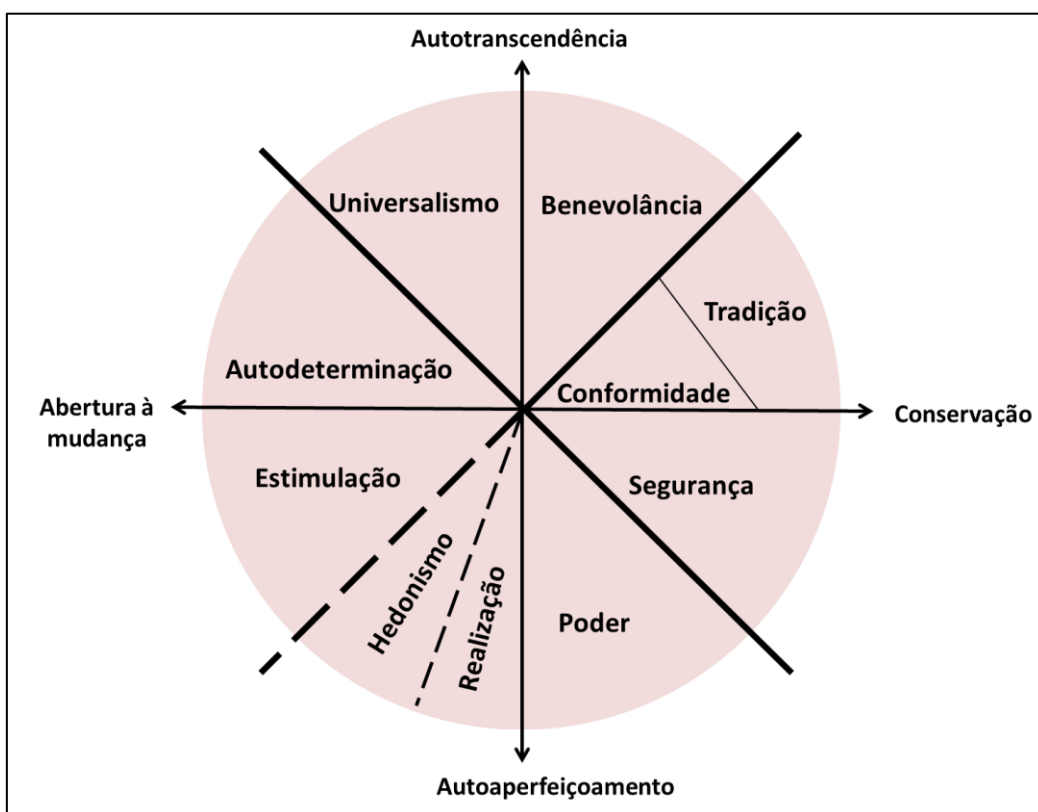 Autotranscendência
Universalismo
Benevolância
Tradição
Autodeterminação
Conformidade
Abertura à
mudança
Conservação
Estimulação
Segurança
Hedonismo
Realização
Poder
Autoaperfeiçoamento